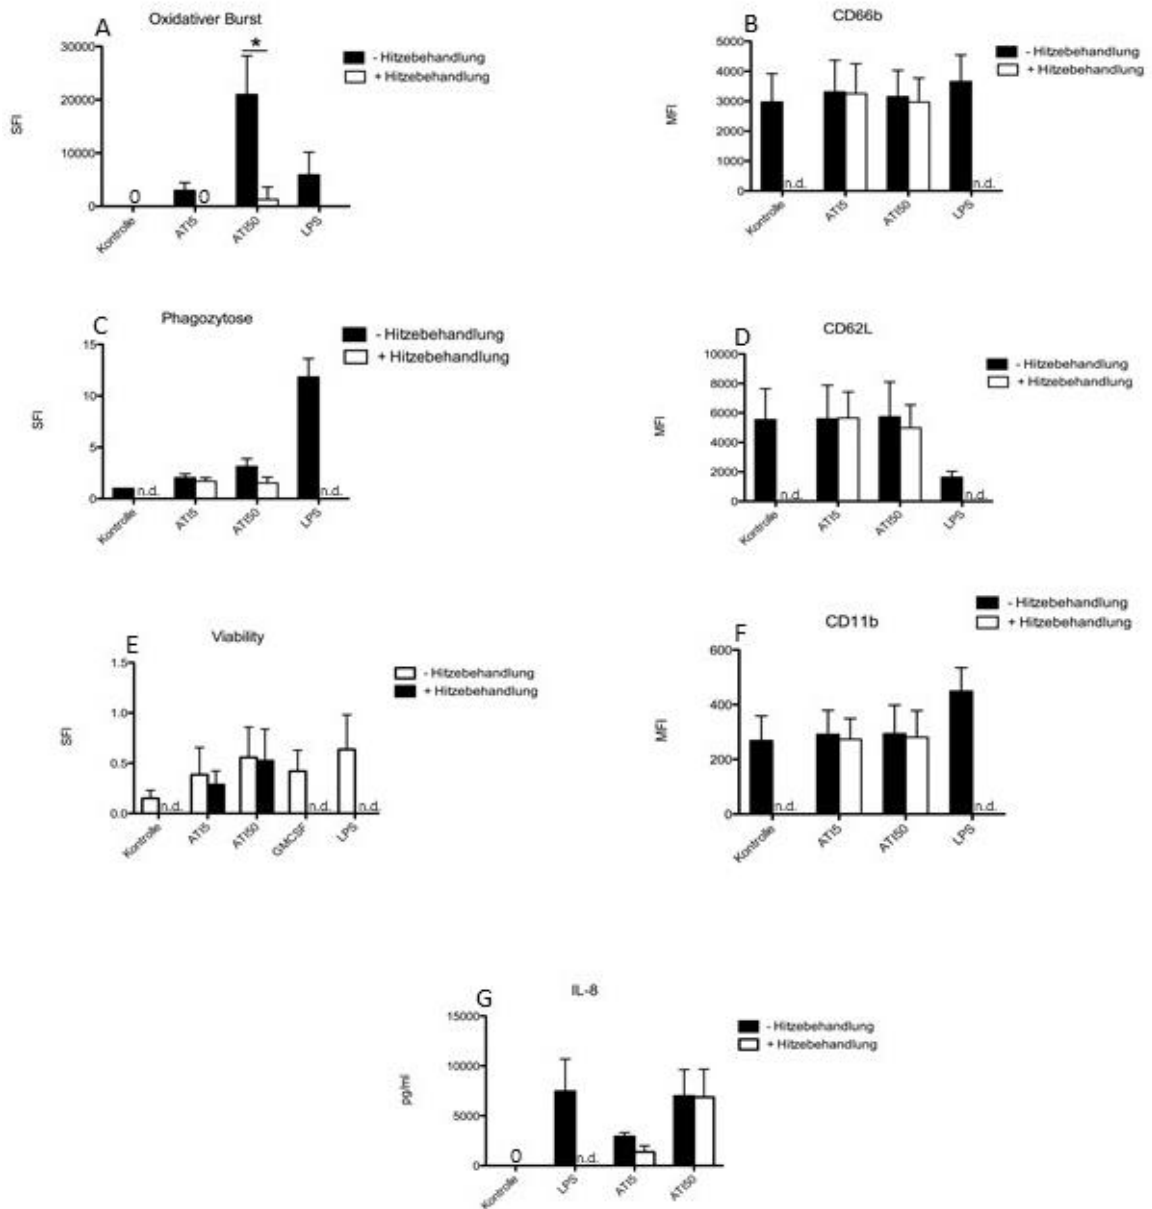 A
Oxidativer Burst
- Hitzebehandlung
+ Hitzebehandlung
SFI
30000
20000
10000
0
*
0
0
Kontrolle
ATI5
ATI50
LPS
B
CD66b
- Hitzebehandlung
+ Hitzebehandlung
MFI
5000
4000
3000
2000
1000
0
n.d.
n.d.
Kontrolle
ATI5
ATI50
LPS
C
Phagozytose
- Hitzebehandlung
+ Hitzebehandlung
SFI
15
10
5
0
n.d.
n.d.
Kontrolle
ATI5
ATI50
LPS
D
CD62L
- Hitzebehandlung
+ Hitzebehandlung
MFI
10000
8000
6000
4000
2000
0
n.d.
n.d.
Kontrolle
ATI5
ATI50
LPS
E
Viability
- Hitzebehandlung
+ Hitzebehandlung
SFI
1.5
1.0
0.5
0.0
n.d.
n.d.
n.d.
Kontrolle
ATI5
ATI50
GMCSF
LPS
F
CD11b
- Hitzebehandlung
+ Hitzebehandlung
MFI
600
400
200
0
n.d.
n.d.
Kontrolle
ATI5
ATI50
LPS
G
IL-8
- Hitzebehandlung
+ Hitzebehandlung
pg/ml
15000
10000
5000
0
0
n.d.
Kontrolle
LPS
ATI5
ATI50